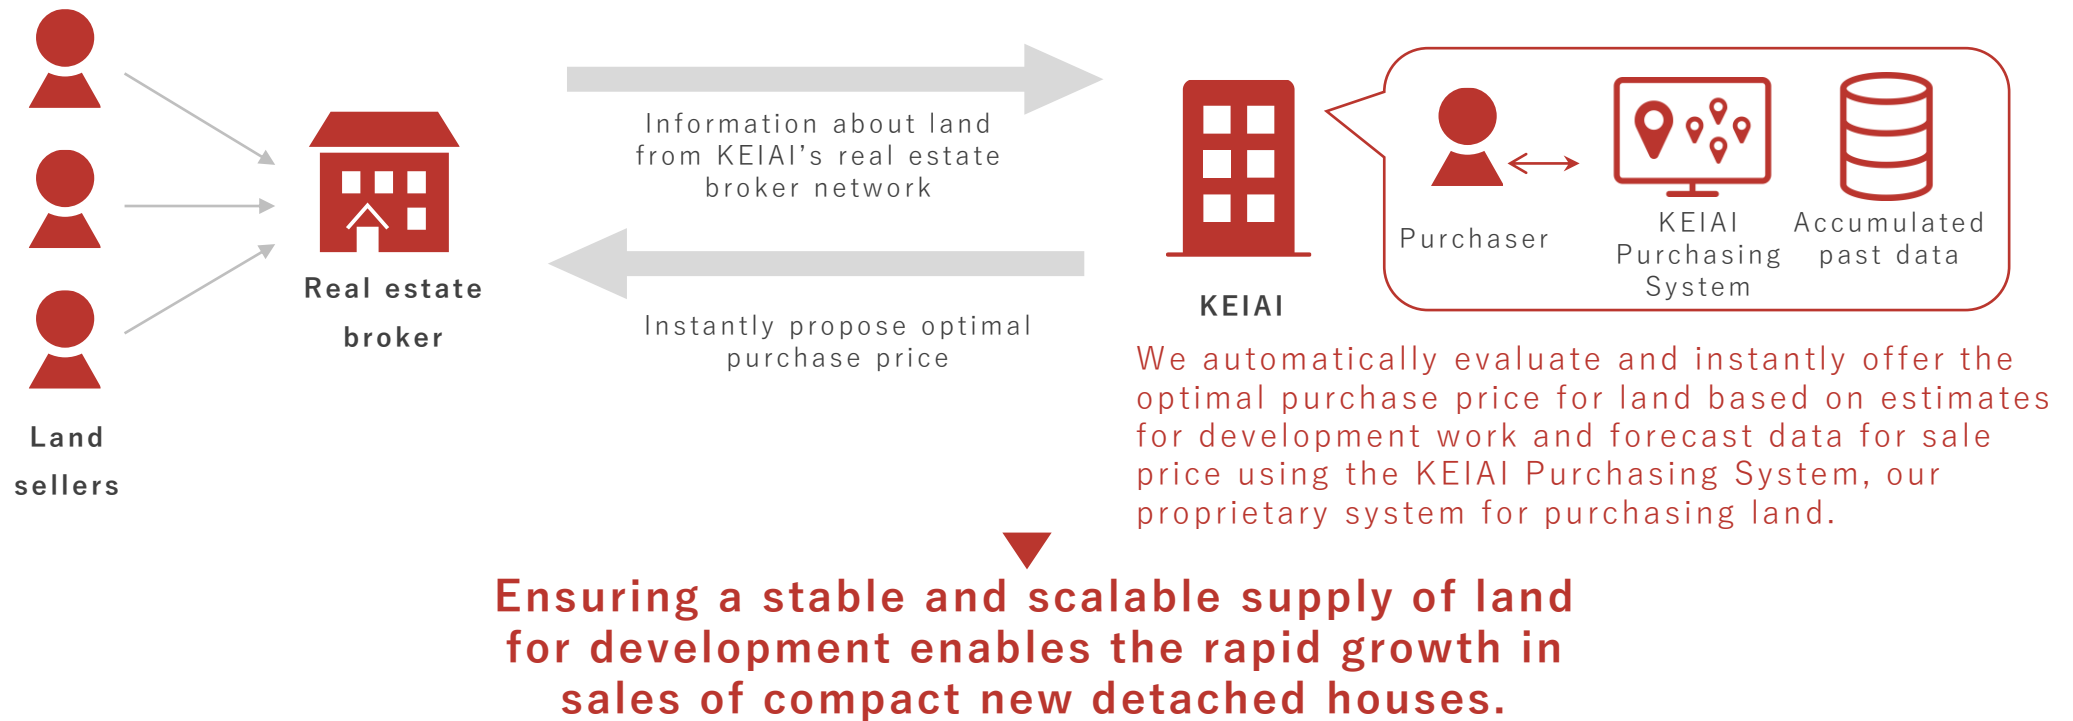 Land
sellers
Real estate
broker
Information about land
from KEIAI’s real estate
broker network
Instantly propose optimal
purchase price
KEIAI
Purchaser
KEIAI
Purchasing
System
Accumulated
past data
We automatically evaluate and instantly offer the
optimal purchase price for land based on estimates
for development work and forecast data for sale
price using the KEIAI Purchasing System, our
proprietary system for purchasing land.
Ensuring a stable and scalable supply of land
for development enables the rapid growth in
sales of compact new detached houses.